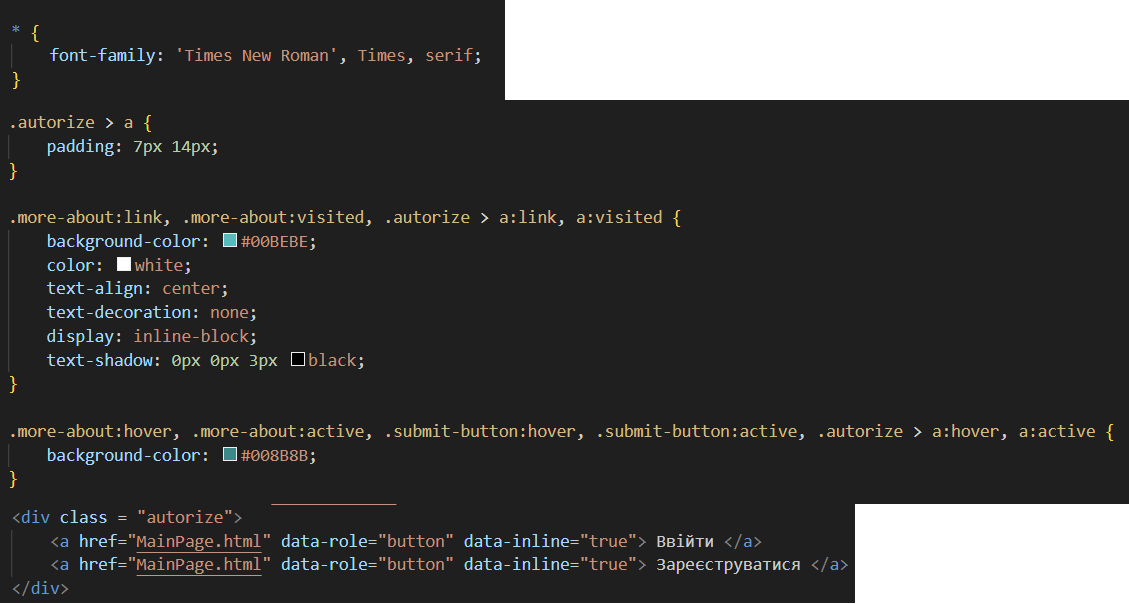 * {
font-family: 'Times New Roman', Times, serif;
}
.autorize > a {
padding: 7px 14px;
}
.more-about:link, .more-about:visited, .autorize > a:link, a:visited {
background-color: #00BEBE;
color: white;
text-align: center;
text-decoration: none;
display: inline-block;
text-shadow: 0px 0px 3px black;
}
.more-about:hover, .more-about:active, .submit-button:hover, .submit-button:active, .autorize > a:hover, a:active {
background-color: #008B8B;
}
<div class = "autorize">
<a href="MainPage.html" data-role="button" data-inline="true"> Ввійти </a>
<a href="MainPage.html" data-role="button" data-inline="true"> Зареєструватися </a>
</div>